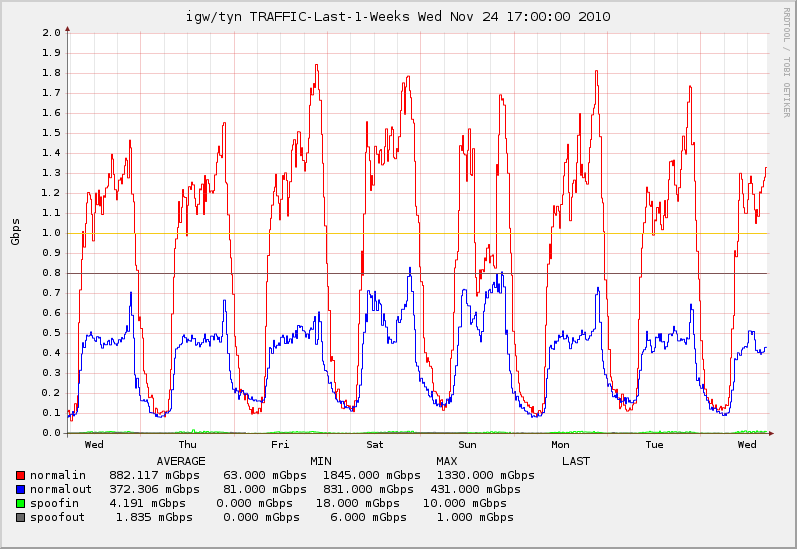 igw/tyn TRAFFIC-Last-1-Weeks Wed Nov 24 17:00:00 2010
RRDTOOL / TOBI OETIKER
Gbps
2.0
1.9
1.8
1.7
1.6
1.5
1.4
1.3
1.2
1.1
1.0
0.9
0.8
0.7
0.6
0.5
0.4
0.3
0.2
0.1
0.0
Wed Thu Fri Sat Sun Mon Tue Wed
AVERAGE MIN MAX LAST
normalin 882.117 mGbps 63.000 mGbps 1845.000 mGbps 1330.000 mGbps
normalout 372.306 mGbps 81.000 mGbps 831.000 mGbps 431.000 mGbps
spoofin 4.191 mGbps 0.000 mGbps 18.000 mGbps 10.000 mGbps
spoofout 1.835 mGbps 0.000 mGbps 6.000 mGbps 1.000 mGbps